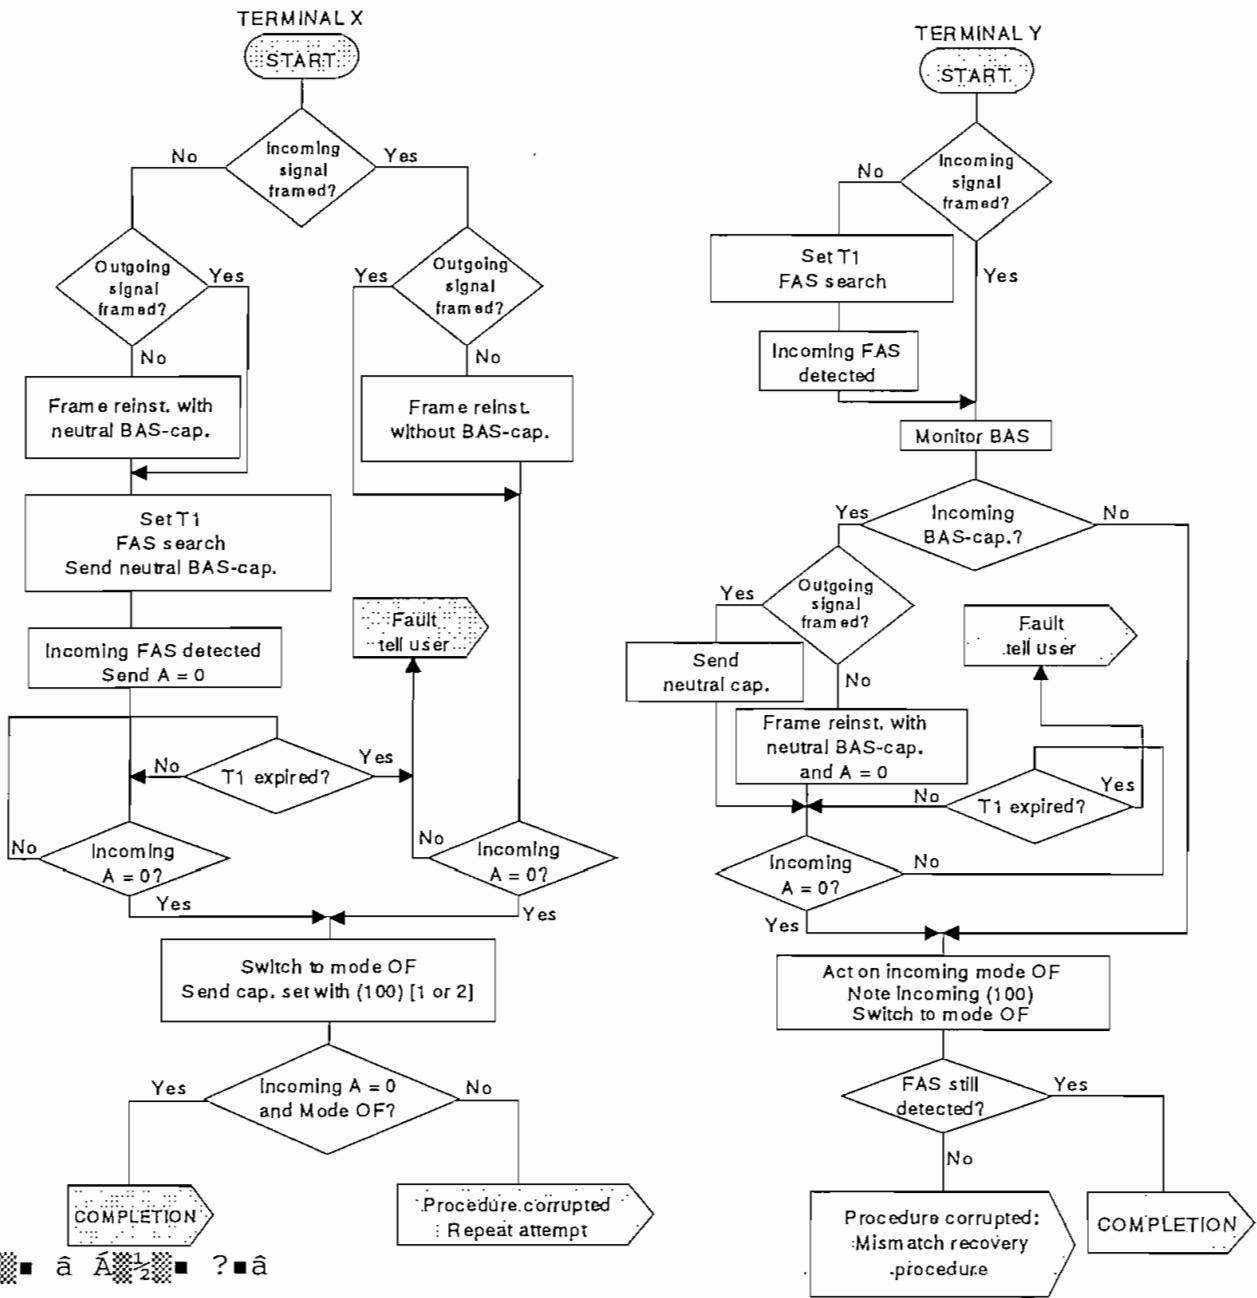 TERMINAL X
START
Incoming
signal
framed?
No
Yes
Outgoing
signal
framed?
Yes
No
Outgoing
signal
framed?
Yes
No
Frame reinst. with
neutral BAS-cap.
Frame reinst.
without BAS-cap.
Set T1
FAS search
Send neutral BAS-cap.
Incoming FAS detected
Send A = 0
Fault
tell user
T1 expired?
No
Yes
Incoming
A = 0?
No
Yes
Incoming
A = 0?
No
Yes
Switch to mode OF
Send cap. set with (100) [1 or 2]
Incoming A = 0
and Mode OF?
Yes
No
COMPLETION
Procedure corrupted
: Repeat attempt
TERMINAL Y
START
Incoming
signal
framed?
No
Yes
Set T1
FAS search
Incoming FAS
detected
Monitor BAS
Incoming
BAS-cap.?
Yes
No
Outgoing
signal
framed?
Yes
No
Send
neutral cap.
Frame reinst. with
neutral BAS-cap.
and A = 0
Fault
tell user
T1 expired?
No
Yes
Incoming
A = 0?
No
Yes
Act on incoming mode OF
Note incoming (100)
Switch to mode OF
FAS still
detected?
Yes
No
Procedure corrupted:
Mismatch recovery
procedure
COMPLETION